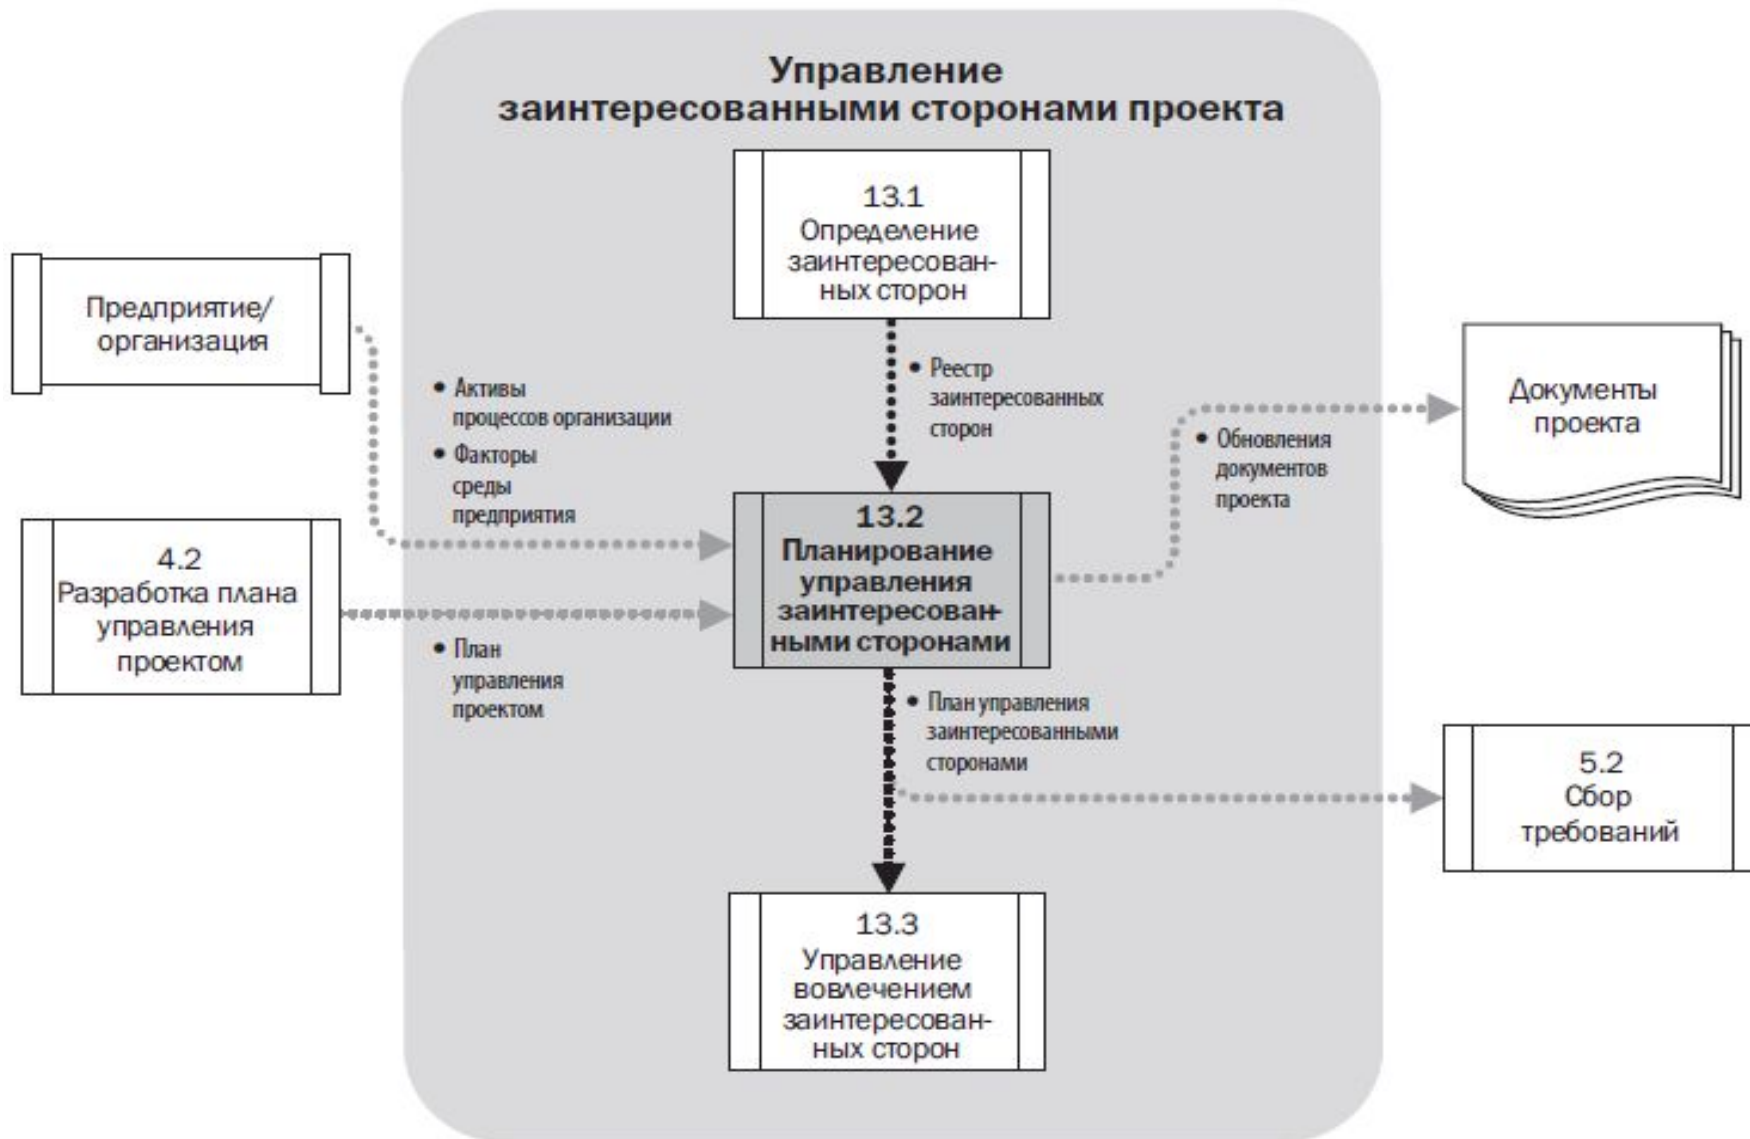 Управление
заинтересованными сторонами проекта
13.1
Определение
заинтересован-
ных сторон
Предприятие/
организация
• Активы
процессов организации
• Факторы
среды
предприятия
• Реестр
заинтересованных
сторон
Документы
проекта
• Обновления
документов
проекта
4.2
Разработка плана
управления
проектом
13.2
Планирование
управления
заинтересован-
ными сторонами
• План
управления
проектом
• План управления
заинтересованными
сторонами
5.2
Сбор
требований
13.3
Управление
вовлечением
заинтересован-
ных сторон